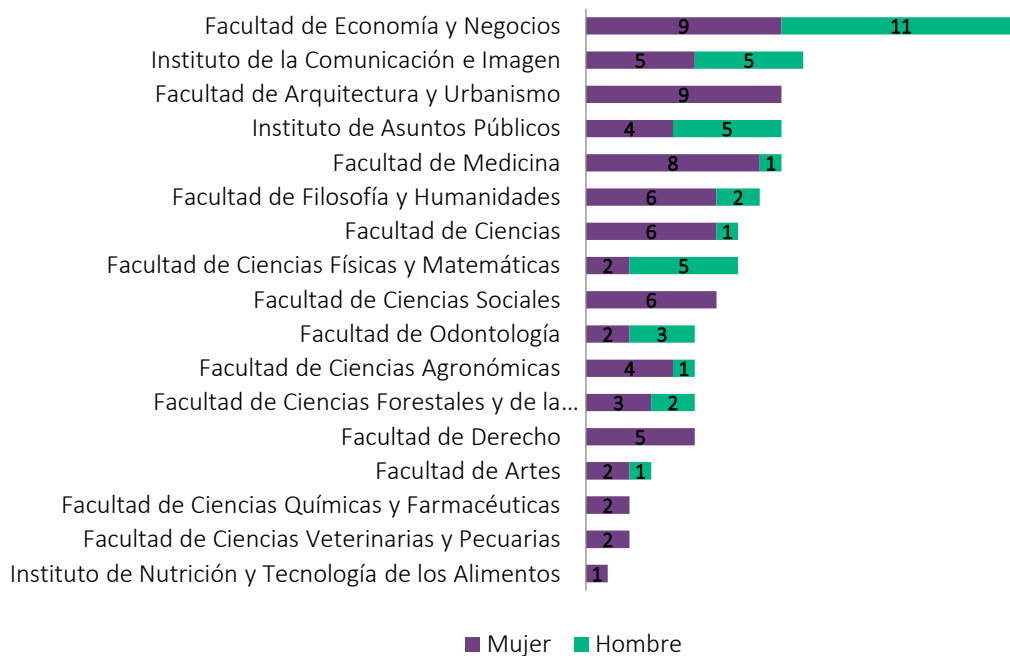 Facultad de Economía y Negocios 9 11
Instituto de la Comunicación e Imagen 5 5
Facultad de Arquitectura y Urbanismo 9
Instituto de Asuntos Públicos 4 5
Facultad de Medicina 8 1
Facultad de Filosofía y Humanidades 6 2
Facultad de Ciencias 6 1
Facultad de Ciencias Físicas y Matemáticas 2 5
Facultad de Ciencias Sociales 6
Facultad de Odontología 2 3
Facultad de Ciencias Agronómicas 4 1
Facultad de Ciencias Forestales y de la… 3 2
Facultad de Derecho 5
Facultad de Artes 2 1
Facultad de Ciencias Químicas y Farmacéuticas 2
Facultad de Ciencias Veterinarias y Pecuarias 2
Instituto de Nutrición y Tecnología de los Alimentos 1
Mujer Hombre